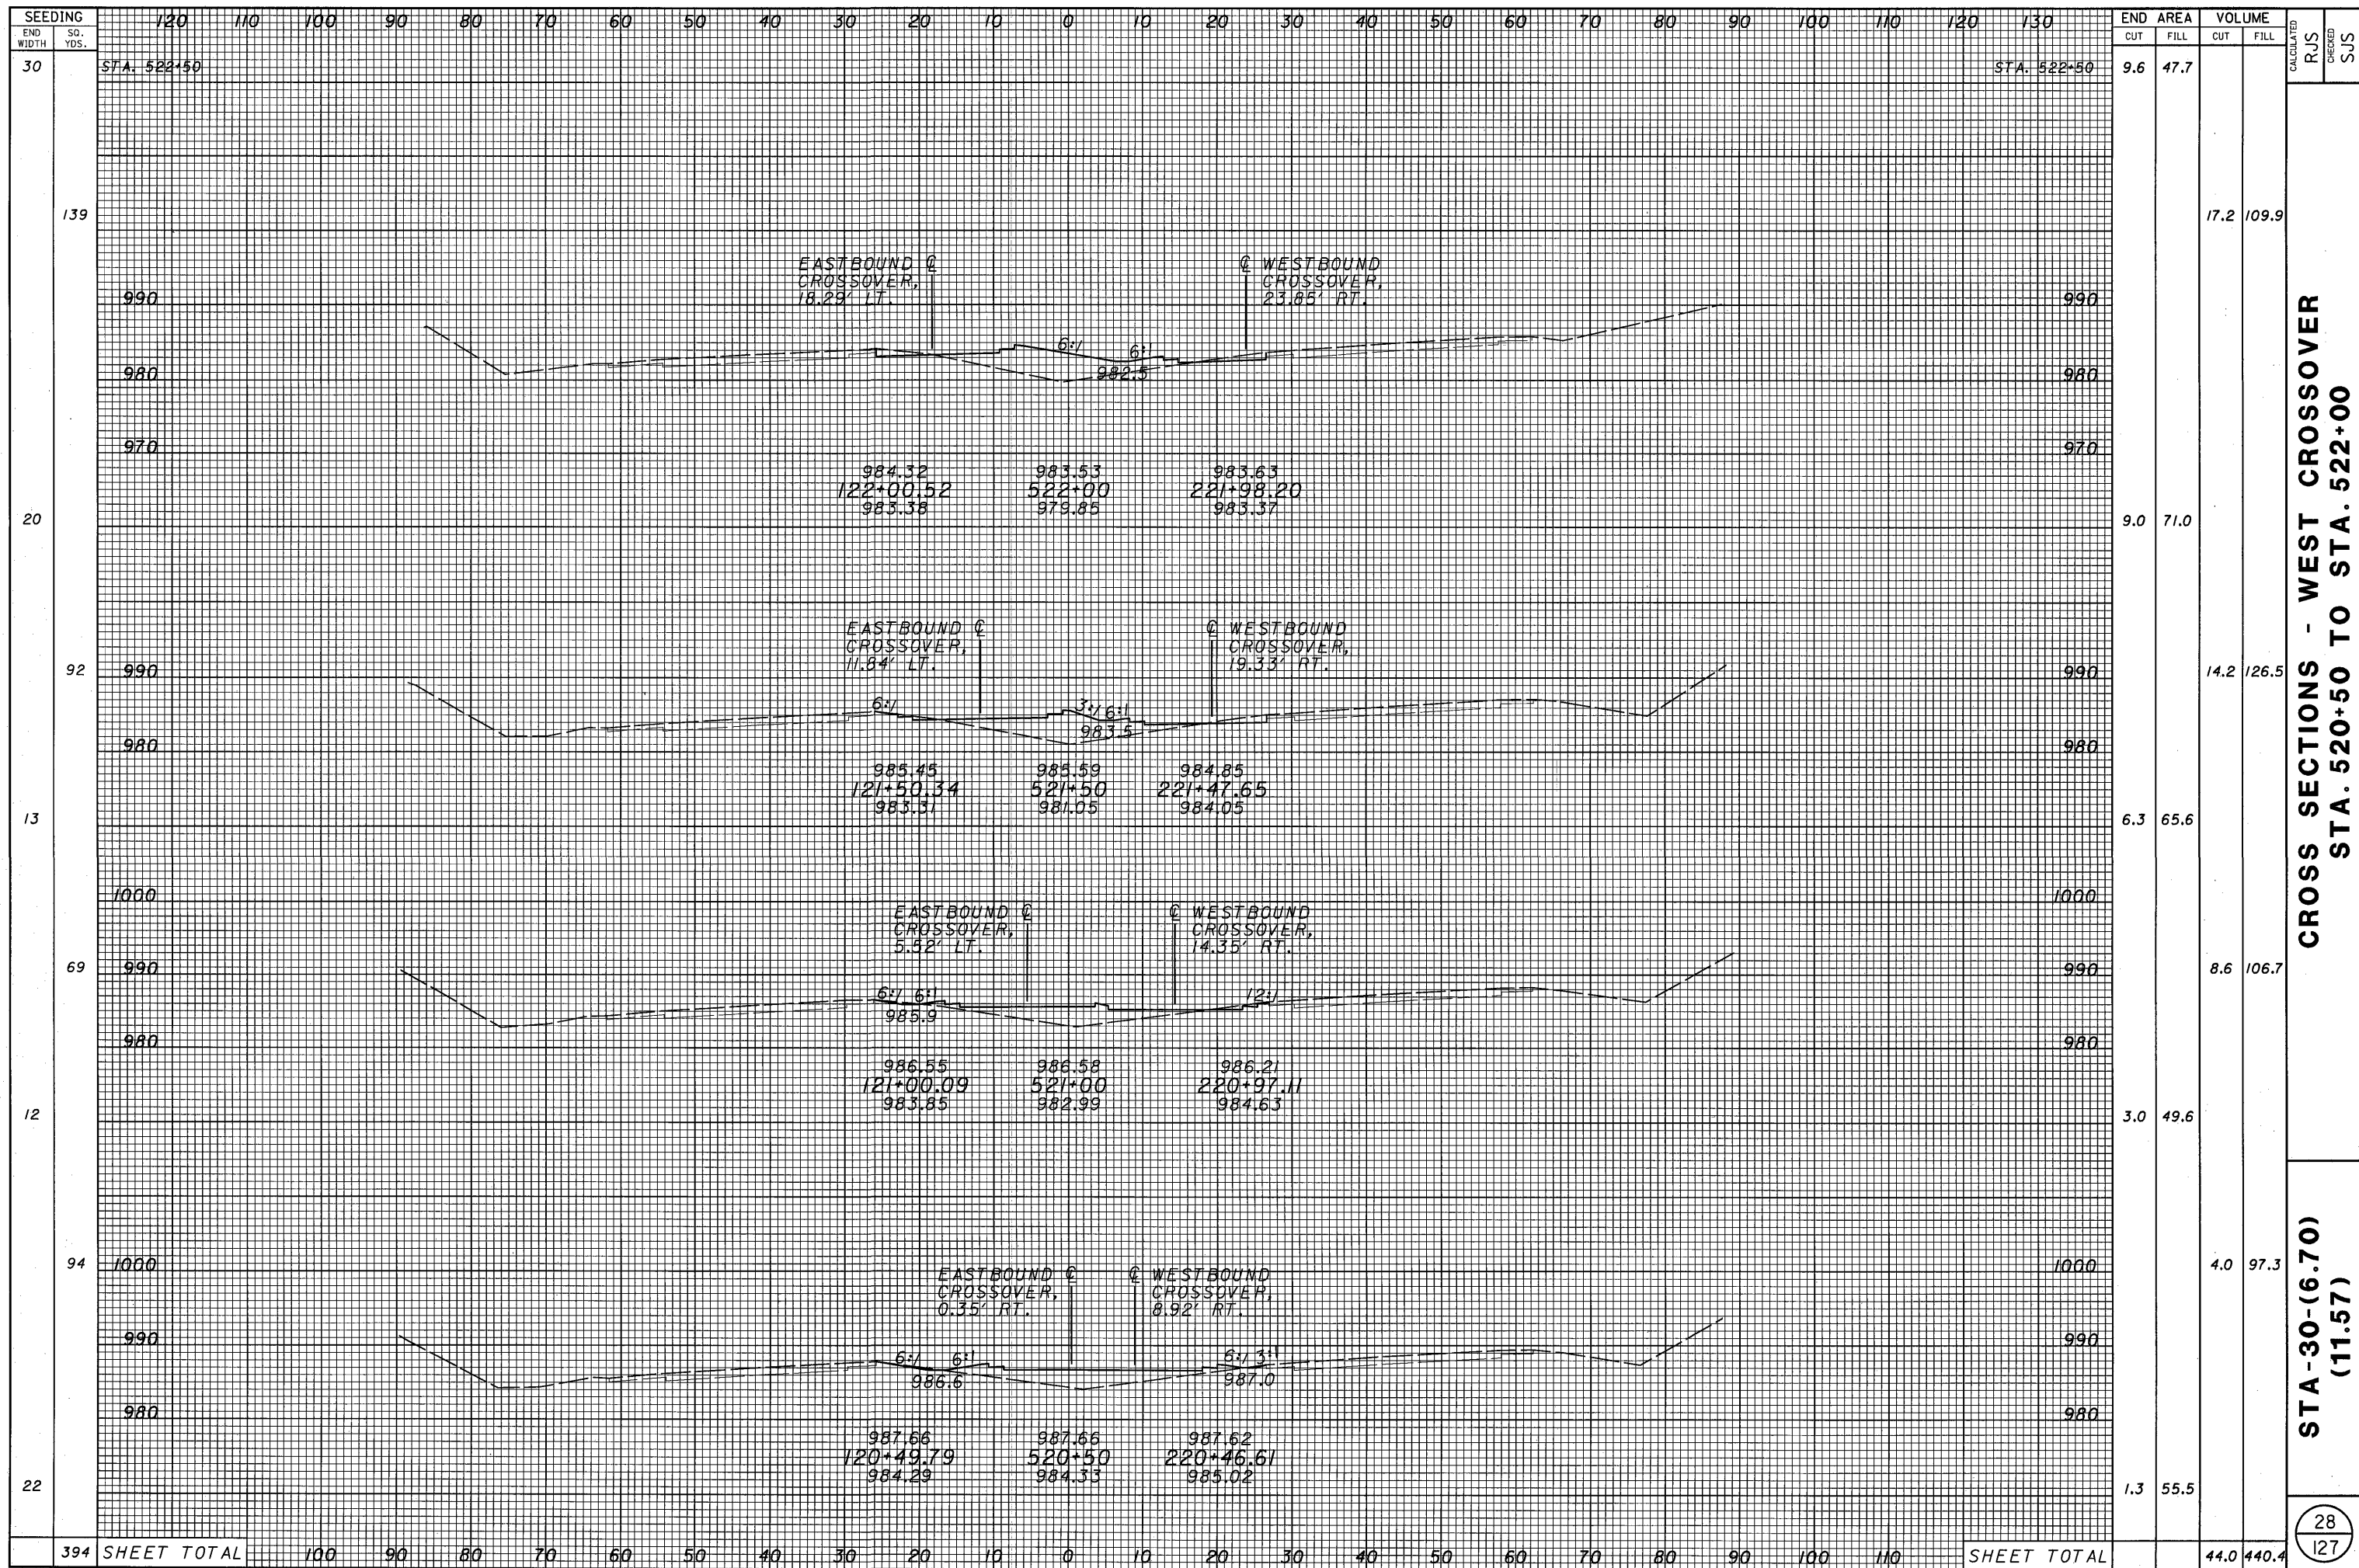 SEEDING
END WIDTH
SQ. YDS.
120 110 100 90 80 70 60 50 40 30 20 10 0 10 20 30 40 50 60 70 80 90 100 110 120 130
END AREA
VOLUME
CUT FILL CUT FILL
CALCULATED
RJS
CHECKED
SJS
30
STA. 522+50
STA. 522+50
9.6 47.7
139
17.2 109.9
EASTBOUND ℄
CROSSOVER,
18.29' LT.
℄ WESTBOUND
CROSSOVER,
23.85' RT.
990
990
6:1
6:1
982.5
980
980
970
970
984.32
122+00.52
983.38
983.53
522+00
979.85
983.63
221+98.20
983.37
20
9.0 71.0
EASTBOUND ℄
CROSSOVER,
11.54' LT.
℄ WESTBOUND
CROSSOVER,
19.33' RT.
92
990
990
14.2 126.5
6:1
3:1 6:1
983.5
980
980
985.45
121+50.34
983.31
985.59
521+50
981.05
984.85
221+47.65
984.05
13
6.3 65.6
1000
1000
EASTBOUND ℄
CROSSOVER,
5.52' LT.
℄ WESTBOUND
CROSSOVER,
14.35' RT.
69
990
990
8.6 106.7
6:1 6:1
985.9
12:1
980
980
986.55
121+00.09
983.85
986.58
521+00
982.99
986.21
220+97.11
984.63
12
3.0 49.6
94
1000
1000
4.0 97.3
EASTBOUND ℄
CROSSOVER,
0.35' RT.
℄ WESTBOUND
CROSSOVER,
8.92' RT.
990
990
6:1 6:1
986.6
6:1 3:1
987.0
980
980
987.66
120+49.79
984.29
987.66
520+50
984.33
987.62
220+46.61
985.02
22
1.3 55.5
394 SHEET TOTAL
100 90 80 70 60 50 40 30 20 10 0 10 20 30 40 50 60 70 80 90 100 110
SHEET TOTAL
44.0 440.4
CROSS SECTIONS - WEST CROSSOVER
STA. 520+50 TO STA. 522+00
STA-30-(6.70)
(11.57)
28
127